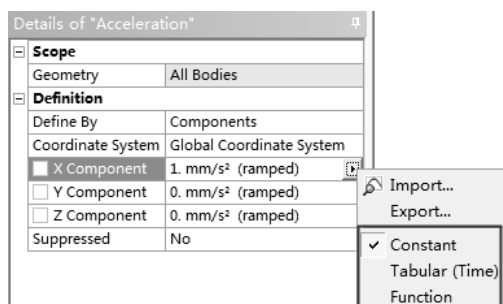 Details of "Acceleration"
Scope
Geometry All Bodies
Definition
Define By Components
Coordinate System Global Coordinate System
X Component 1. mm/s² (ramped)
Y Component 0. mm/s² (ramped)
Z Component 0. mm/s² (ramped)
Suppressed No
Import...
Export...
Constant
Tabular (Time)
Function